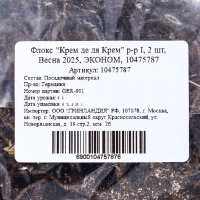 Флокс "Крем де ля Крем" р-р I, 2 шт,
Весна 2025, ЭКОНОМ, 10475787
Артикул: 10475787
Состав: Посадочный материал
Пр-во: Германия
Номер партии: GER-001
Дата урожая:
Дата упаковки:
Импортер: ООО "ГРИНЛАНДИЯ" РФ, 107078, г. Москва,
вн. тер. г. Муниципальный округ Красносельский, ул.
Новорязанская, д. 18 стр.2, ком. 26
6900104757876